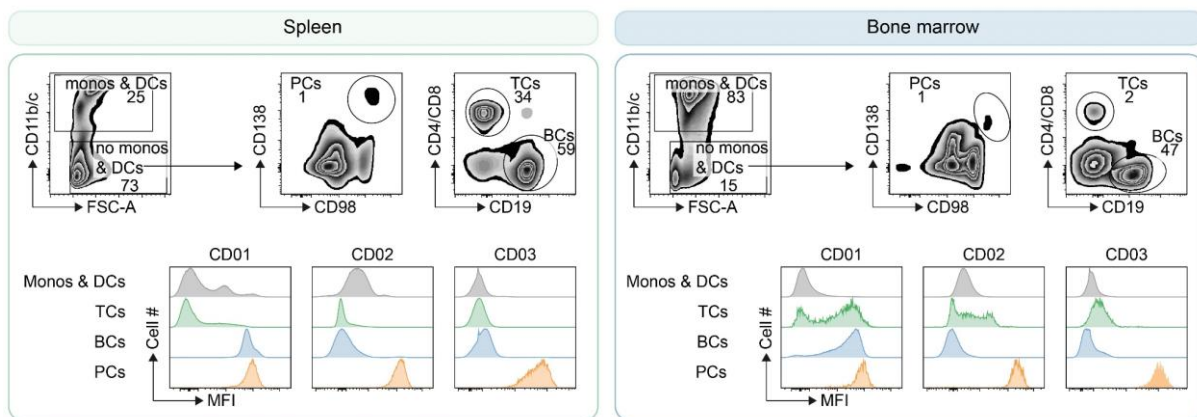 Spleen
CD11b/c
monos & DCs
25
no monos
& DCs
73
FSC-A
CD138
PCs
1
CD98
CD4/CD8
TCs
34
BCs
59
CD19
CD01
CD02
CD03
Monos & DCs
TCs
BCs
PCs
Cell #
MFI
Bone marrow
CD11b/c
monos & DCs
83
no monos
& DCs
15
FSC-A
CD138
PCs
1
CD98
CD4/CD8
TCs
2
BCs
47
CD19
CD01
CD02
CD03
Monos & DCs
TCs
BCs
PCs
Cell #
MFI